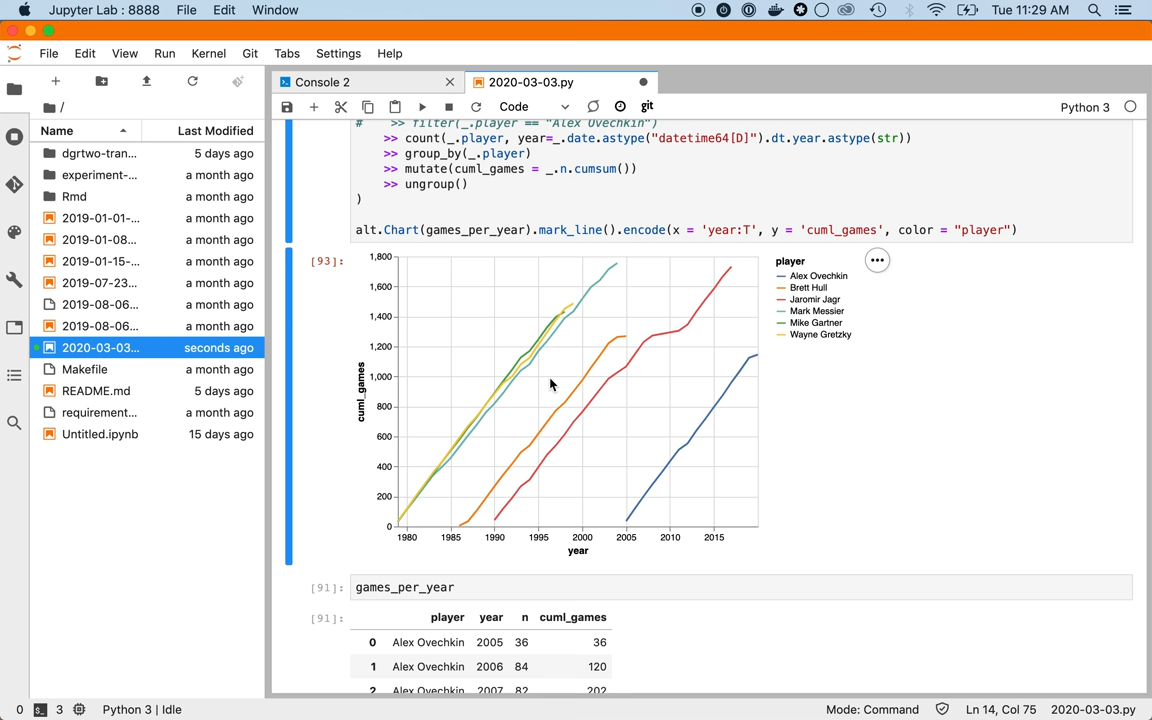 Jupyter Lab : 8888 File Edit Window Tue 11:29 AM
File Edit View Run Kernel Git Tabs Settings Help
Console 2
2020-03-03.py
Code
git
Python 3
/
Name Last Modified
dgrtwo-tran... 5 days ago
experiment-... a month ago
Rmd a month ago
2019-01-01-... a month ago
2019-01-08... a month ago
2019-01-15-... a month ago
2019-07-23... a month ago
2019-08-06... a month ago
2019-08-06... a month ago
2020-03-03... seconds ago
Makefile a month ago
README.md 5 days ago
requirement... a month ago
Untitled.ipynb 15 days ago
# >> filter(_.player == "Alex Ovechkin")
>> count(_.player, year=_.date.astype("datetime64[D]").dt.year.astype(str))
>> group_by(_.player)
>> mutate(cuml_games = _.n.cumsum())
>> ungroup()
)
alt.Chart(games_per_year).mark_line().encode(x = 'year:T', y = 'cuml_games', color = "player")
[93]:
1,800
1,600
1,400
1,200
1,000
800
600
400
200
0
cuml_games
1980 1985 1990 1995 2000 2005 2010 2015
year
player
Alex Ovechkin
Brett Hull
Jaromir Jagr
Mark Messier
Mike Gartner
Wayne Gretzky
[91]: games_per_year
[91]: player year n cuml_games
0 Alex Ovechkin 2005 36 36
1 Alex Ovechkin 2006 84 120
2 Alex Ovechkin 2007 82 202
0 3 Python 3 | Idle Mode: Command Ln 14, Col 75 2020-03-03.py